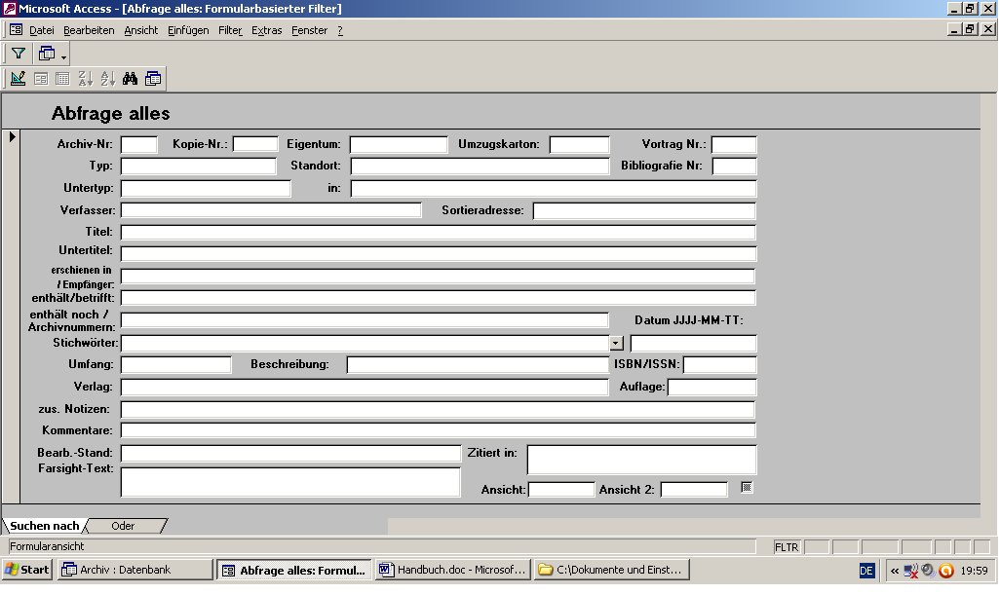 Microsoft Access - [Abfrage alles: Formularbasierter Filter]
Datei Bearbeiten Ansicht Einfügen Filter Extras Fenster ?
Abfrage alles
Archiv-Nr: Kopie-Nr.: Eigentum: Umzugskarton: Vortrag Nr.:
Typ: Standort: Bibliografie Nr:
Untertyp: in:
Verfasser: Sortieradresse:
Titel:
Untertitel:
erschienen in
/ Empfänger:
enthält/betrifft:
enthält noch /
Archivnummern:
Datum JJJJ-MM-TT:
Stichwörter:
Umfang: Beschreibung: ISBN/ISSN:
Verlag: Auflage:
zus. Notizen:
Kommentare:
Bearb.-Stand: Zitiert in:
Farsight-Text:
Ansicht: Ansicht 2:
Suchen nach Oder
Formularansicht FLTR
Start Archiv : Datenbank Abfrage alles: Formul... Handbuch.doc - Microsof... C:\Dokumente und Einst... DE « 19:59